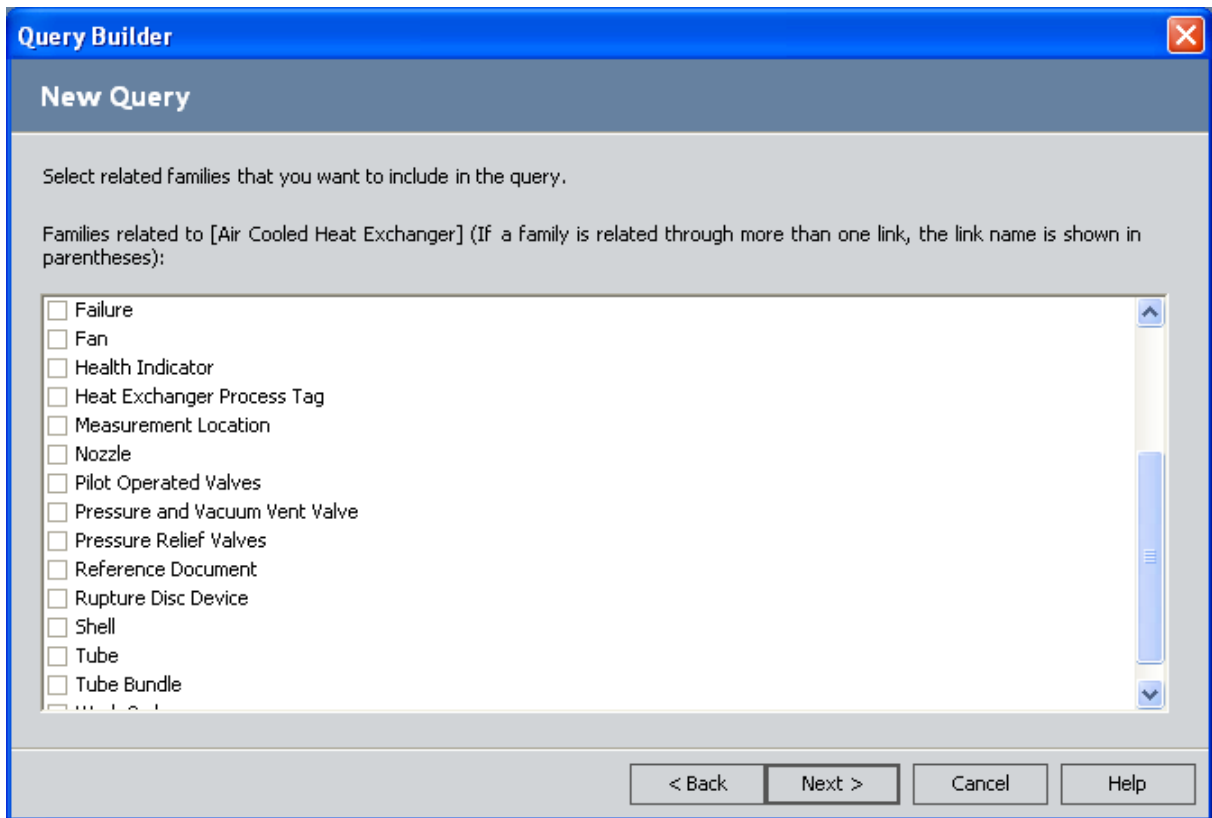 Query Builder
New Query
Select related families that you want to include in the query.
Families related to [Air Cooled Heat Exchanger] (If a family is related through more than one link, the link name is shown in
parentheses):
Failure
Fan
Health Indicator
Heat Exchanger Process Tag
Measurement Location
Nozzle
Pilot Operated Valves
Pressure and Vacuum Vent Valve
Pressure Relief Valves
Reference Document
Rupture Disc Device
Shell
Tube
Tube Bundle
< Back Next > Cancel Help